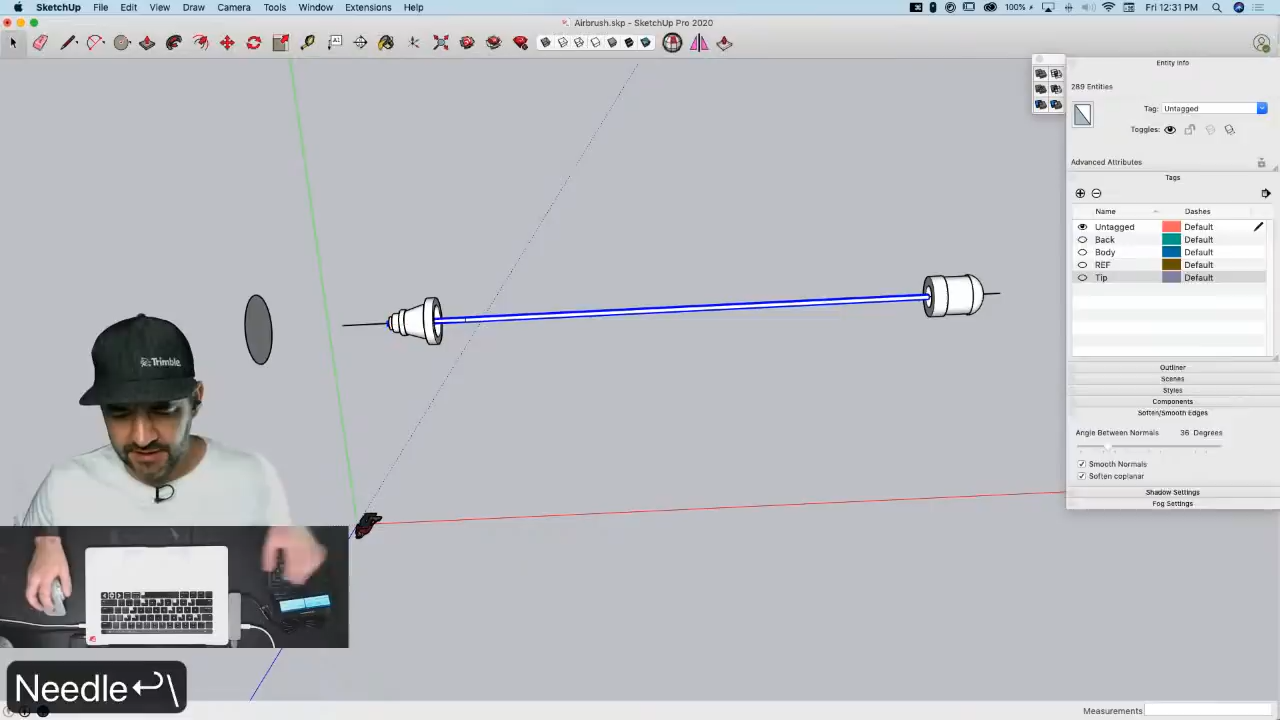 SketchUp File Edit View Draw Camera Tools Window Extensions Help
100% Fri 12:31 PM
Airbrush.skp - SketchUp Pro 2020
Entity Info
289 Entities
Tag: Untagged
Toggles:
Advanced Attributes
Tags
Name Dashes
Untagged Default
Back Default
Body Default
REF Default
Tip Default
Outliner
Scenes
Styles
Components
Soften/Smooth Edges
Angle Between Normals 36 Degrees
Smooth Normals
Soften coplanar
Shadow Settings
Fog Settings
Trimble
Needle↩\
Measurements